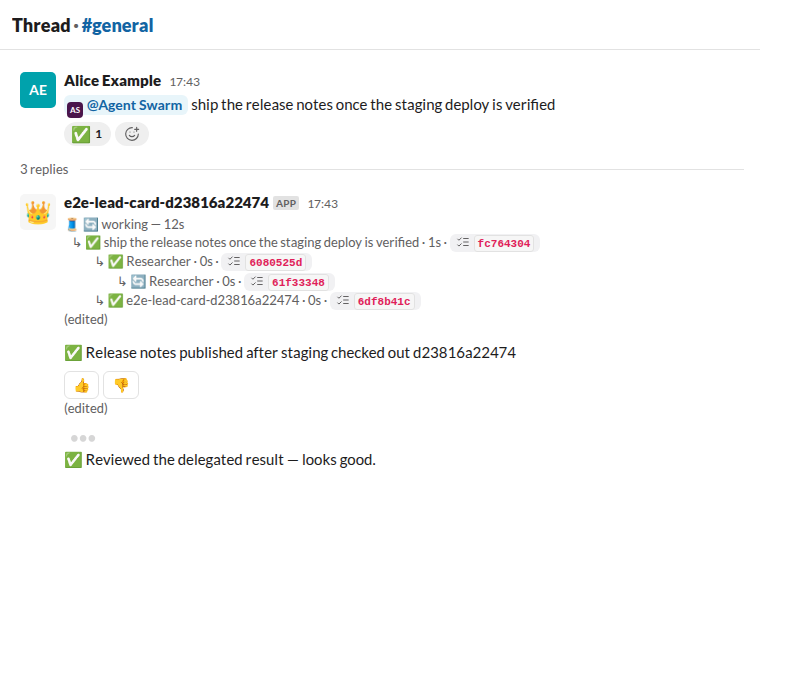 Thread • #general
AE
Alice Example 17:43
AS @Agent Swarm ship the release notes once the staging deploy is verified
✅ 1
3 replies
e2e-lead-card-d23816a22474 APP 17:43
🧵 🔄 working — 12s
↳ ✅ ship the release notes once the staging deploy is verified · 1s · fc764304
↳ ✅ Researcher · 0s · 6080525d
↳ 🔄 Researcher · 0s · 61f33348
↳ ✅ e2e-lead-card-d23816a22474 · 0s · 6df8b41c
(edited)
✅ Release notes published after staging checked out d23816a22474
👍 👎
(edited)
✅ Reviewed the delegated result — looks good.